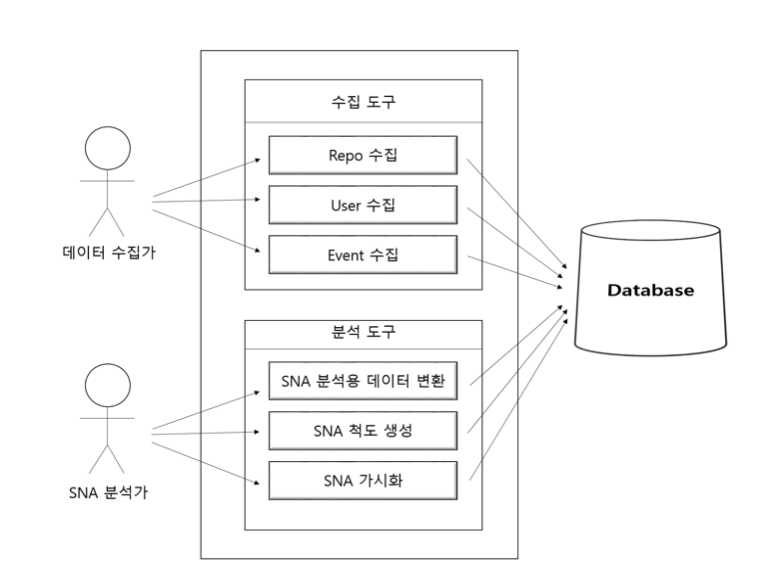 수집 도구
Repo 수집
User 수집
Event 수집
데이터 수집가
Database
분석 도구
SNA 분석용 데이터 변환
SNA 척도 생성
SNA 가시화
SNA 분석가